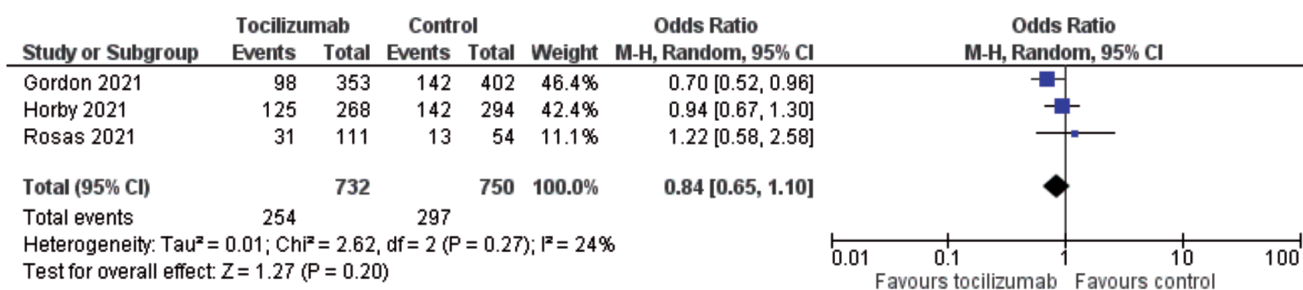 Tocilizumab Control Odds Ratio Odds Ratio
Study or Subgroup Events Total Events Total Weight M-H, Random, 95% CI M-H, Random, 95% CI
Gordon 2021 98 353 142 402 46.4% 0.70 [0.52, 0.96]
Horby 2021 125 268 142 294 42.4% 0.94 [0.67, 1.30]
Rosas 2021 31 111 13 54 11.1% 1.22 [0.58, 2.58]
Total (95% CI) 732 750 100.0% 0.84 [0.65, 1.10]
Total events 254 297
Heterogeneity: Tau² = 0.01; Chi² = 2.62, df = 2 (P = 0.27); I² = 24%
Test for overall effect: Z = 1.27 (P = 0.20)
0.01 0.1 1 10 100
Favours tocilizumab Favours control